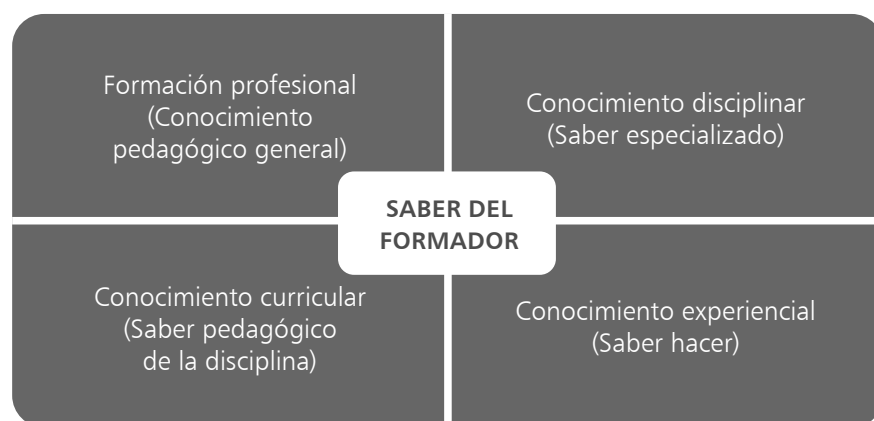 Formación profesional
(Conocimiento
pedagógico general)
Conocimiento disciplinar
(Saber especializado)
SABER DEL
FORMADOR
Conocimiento curricular
(Saber pedagógico
de la disciplina)
Conocimiento experiencial
(Saber hacer)